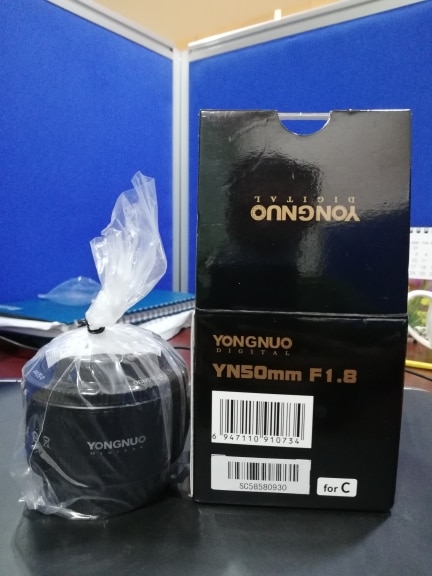 YONGNUO
DIGITAL
YONGNUO
DIGITAL
YN50mm F1.8
6 947110 910734
SC58580930
for C
YONGNUO
DIGITAL